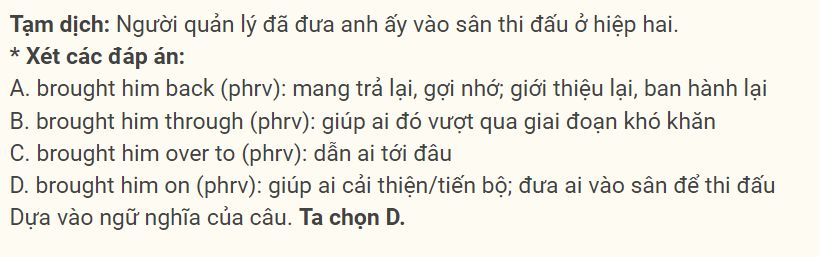 Tạm dịch: Người quản lý đã đưa anh ấy vào sân thi đấu ở hiệp hai.
* Xét các đáp án:
A. brought him back (phrv): mang trả lại, gợi nhớ; giới thiệu lại, ban hành lại
B. brought him through (phrv): giúp ai đó vượt qua giai đoạn khó khăn
C. brought him over to (phrv): dẫn ai tới đâu
D. brought him on (phrv): giúp ai cải thiện/tiến bộ; đưa ai vào sân để thi đấu
Dựa vào ngữ nghĩa của câu. Ta chọn D.